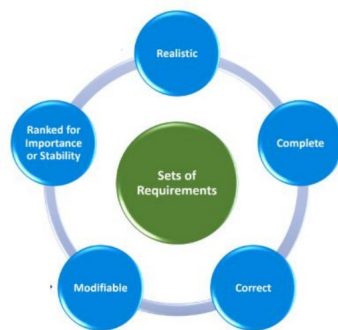 Realistic
Complete
Correct
Modifiable
Ranked for
Importance
or Stability
Sets of
Requirements